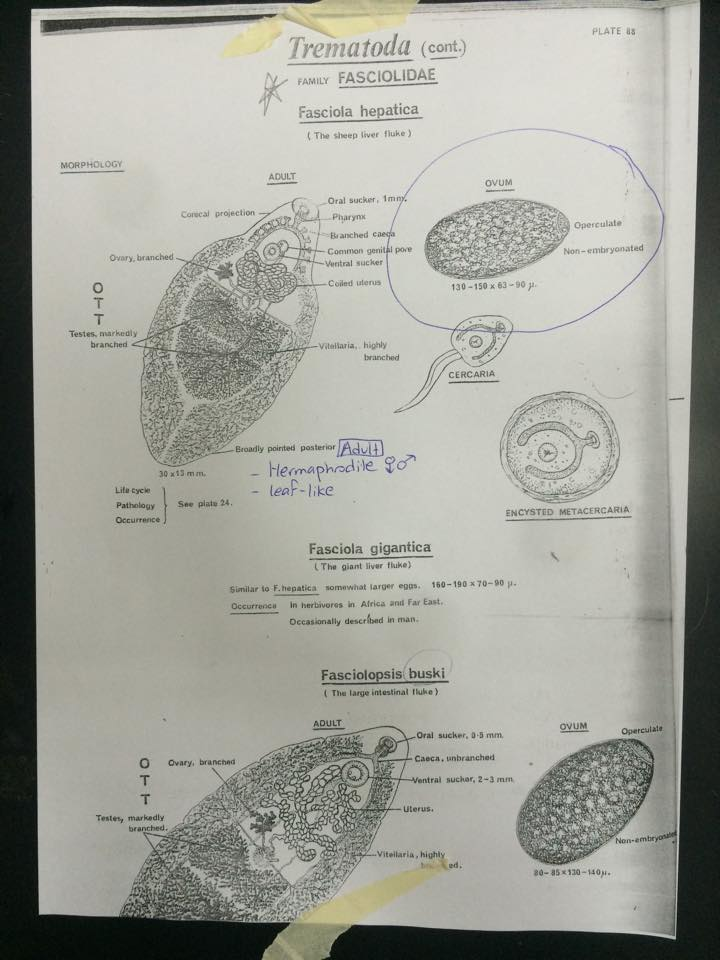 PLATE 88
Trematoda (cont.)
FAMILY FASCIOLIDAE
Fasciola hepatica
( The sheep liver fluke )
MORPHOLOGY
ADULT
Oral sucker, 1mm.
Conical projection
Pharynx
Branched caeca
Common genital pore
Ovary, branched
Ventral sucker
Coiled uterus
O
T
T
Testes, markedly
branched
Vitellaria, highly
branched
Broadly pointed posterior
30 x 13 mm.
OVUM
Operculate
Non-embryonated
130-150 x 63-90 µ.
CERCARIA
ENCYSTED METACERCARIA
Adult
- Hermaphrodile ♀♂
- leaf-like
Life cycle
Pathology
Occurrence
See plate 24.
Fasciola gigantica
( The giant liver fluke )
Similar to F. hepatica somewhat larger eggs. 160-190 x 70-90 µ.
Occurrence In herbivores in Africa and Far East.
Occasionally described in man.
Fasciolopsis buski
( The large intestinal fluke )
ADULT
Oral sucker, 0·5 mm.
Ovary, branched
Caeca, unbranched
Ventral sucker, 2-3 mm.
O
T
T
Uterus.
Testes, markedly
branched.
Vitellaria, highly
OVUM
Operculate
Non-embryonated
80-85 x 130-140µ.